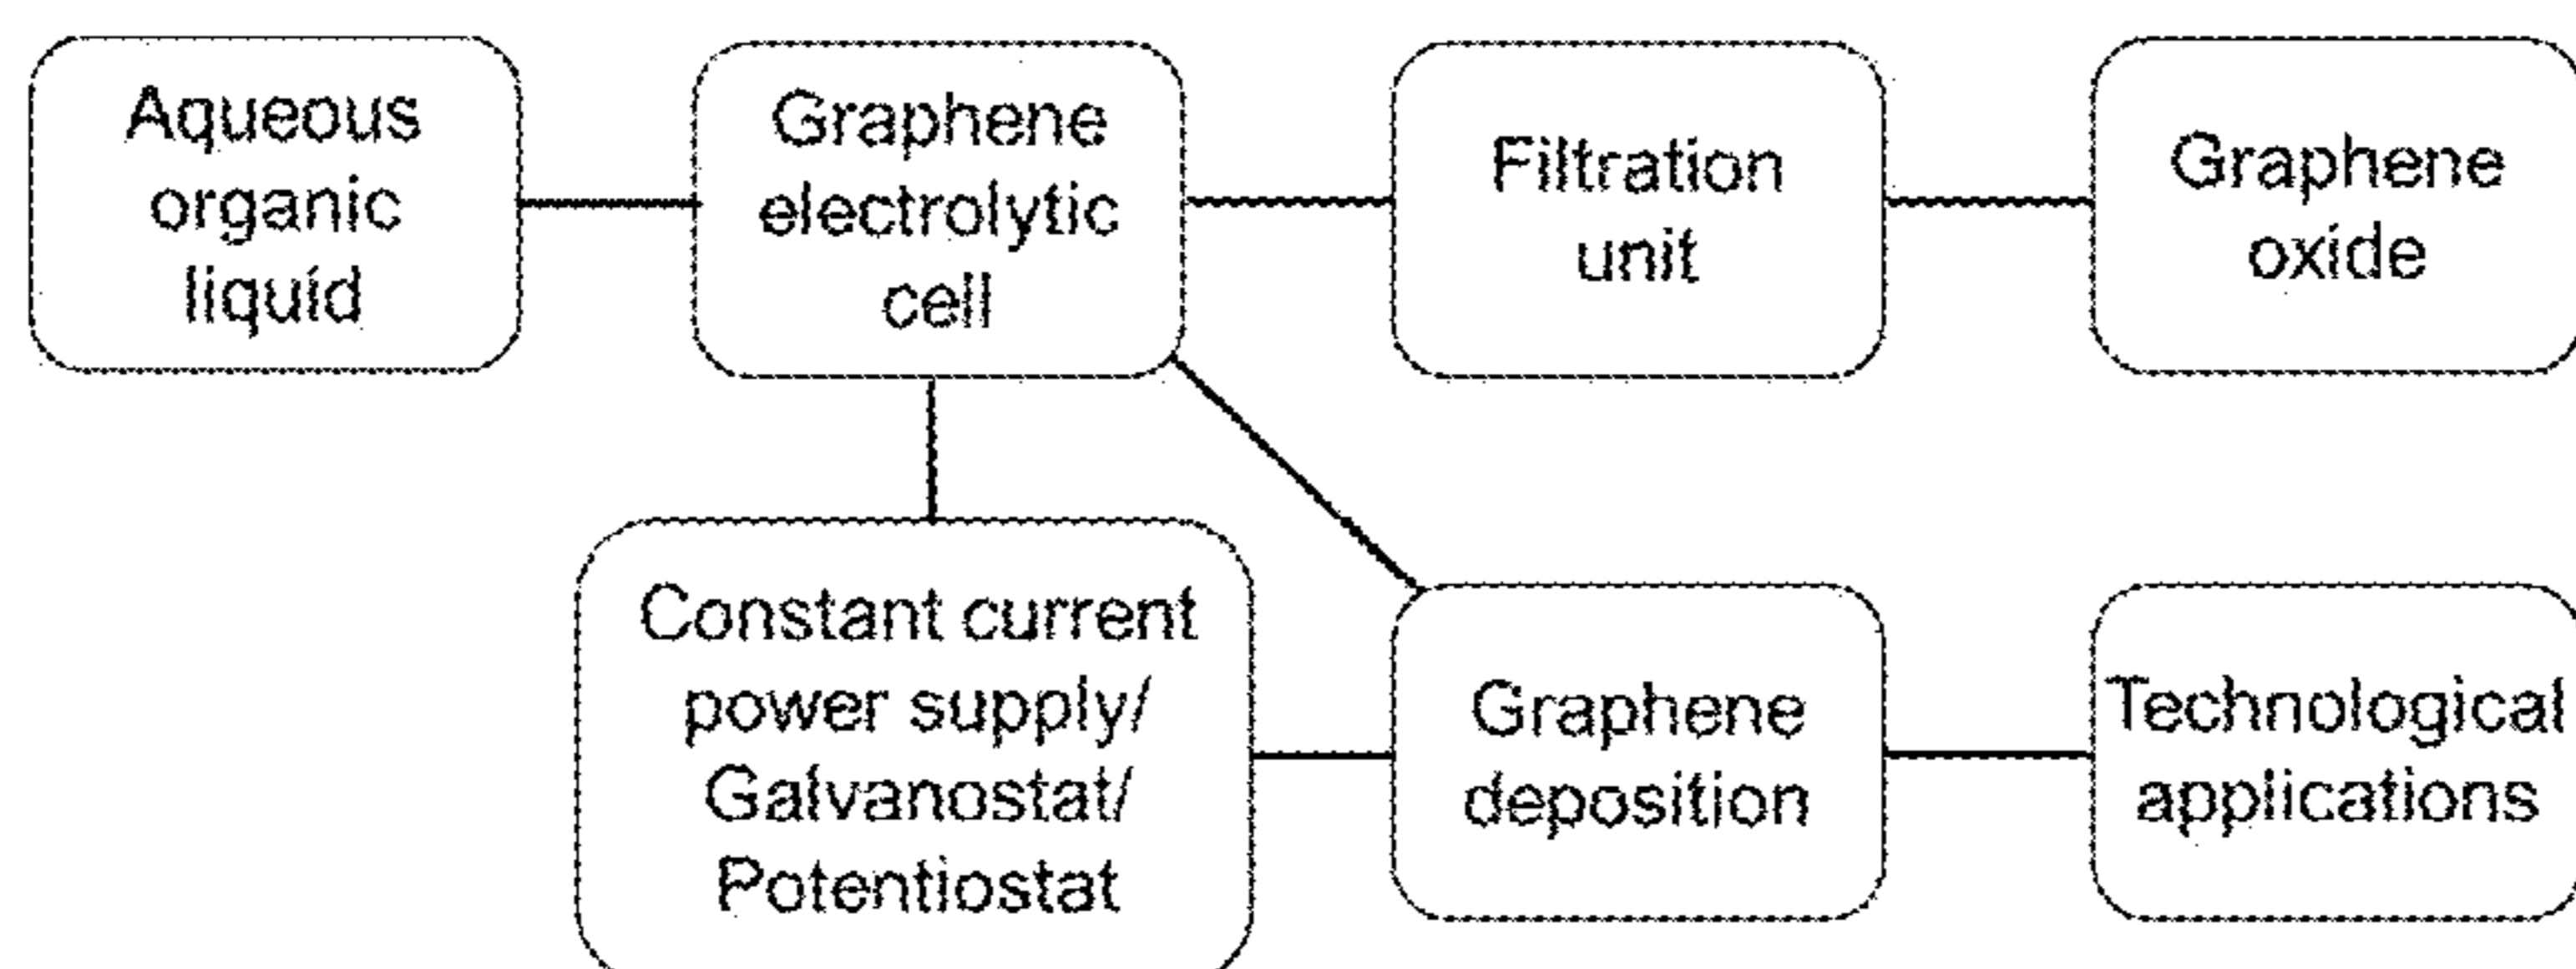 Aqueous
organic
liquid
Graphene
electrolytic
cell
Filtration
unit
Graphene
oxide
Constant current
power supply/
Galvanostat/
Potentiostat
Graphene
deposition
Technological
applications